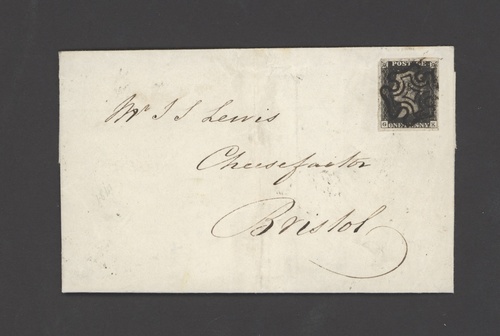 POSTAGE
ONE PENNY
Mr J S Lewis
Cheesefactor
Bristol